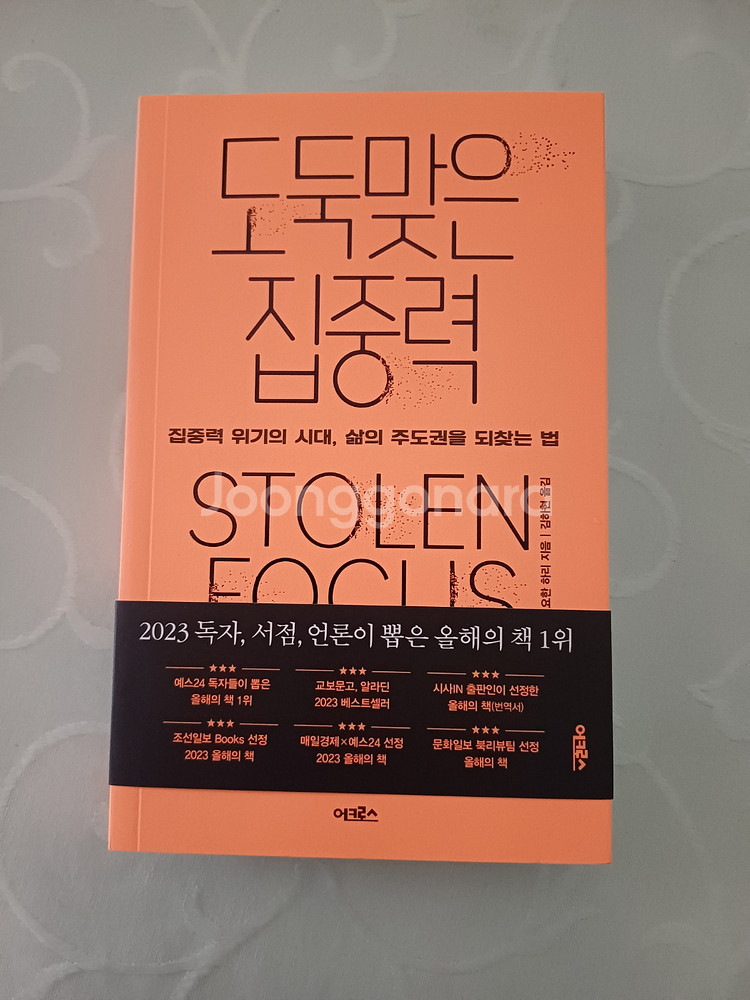 도둑맞은
집중력
집중력 위기의 시대, 삶의 주도권을 되찾는 법
STOLEN
FOCUS
요한 하리 지음 | 김하현 옮김
Joonggonara
2023 독자, 서점, 언론이 뽑은 올해의 책 1위
★★★
예스24 독자들이 뽑은
올해의 책 1위
★★★
교보문고, 알라딘
2023 베스트셀러
★★★
시사IN 출판인이 선정한
올해의 책(번역서)
★★★
조선일보 Books 선정
2023 올해의 책
★★★
매일경제×예스24 선정
2023 올해의 책
★★★
문화일보 북리뷰팀 선정
올해의 책
어크로스
어크로스